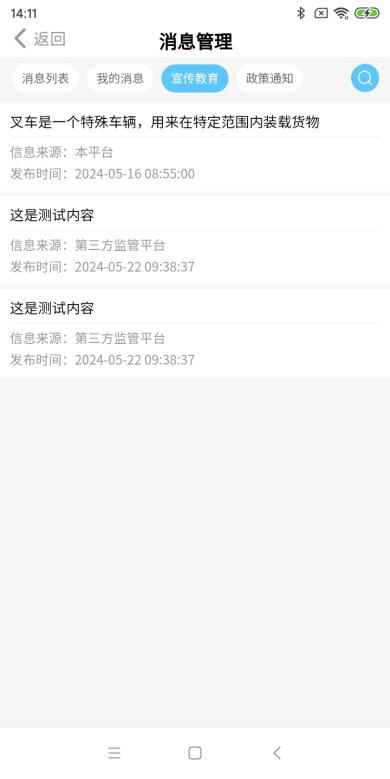 14:11
返回
消息管理
消息列表
我的消息
宣传教育
政策通知
叉车是一个特殊车辆，用来在特定范围内装载货物
信息来源：本平台
发布时间：2024-05-16 08:55:00
这是测试内容
信息来源：第三方监管平台
发布时间：2024-05-22 09:38:37
这是测试内容
信息来源：第三方监管平台
发布时间：2024-05-22 09:38:37